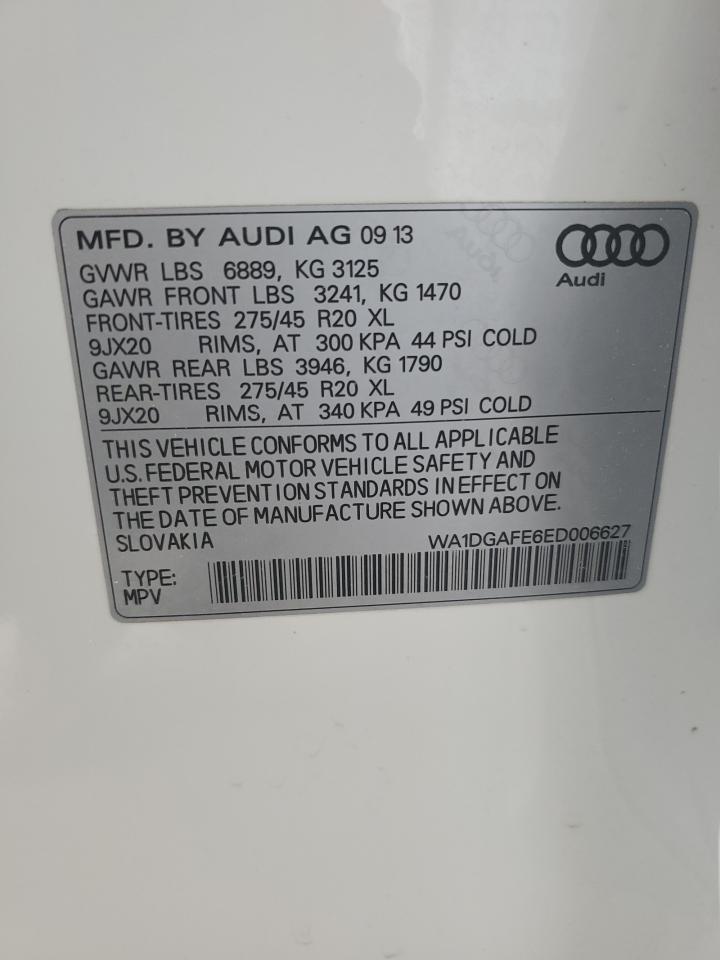 MFD. BY AUDI AG 09 13
Audi
GVWR LBS 6889, KG 3125
GAWR FRONT LBS 3241, KG 1470
FRONT-TIRES 275/45 R20 XL
9JX20 RIMS, AT 300 KPA 44 PSI COLD
GAWR REAR LBS 3946, KG 1790
REAR-TIRES 275/45 R20 XL
9JX20 RIMS, AT 340 KPA 49 PSI COLD
THIS VEHICLE CONFORMS TO ALL APPLICABLE
U.S. FEDERAL MOTOR VEHICLE SAFETY AND
THEFT PREVENTION STANDARDS IN EFFECT ON
THE DATE OF MANUFACTURE SHOWN ABOVE.
SLOVAKIA WA1DGAFE6ED006627
TYPE:
MPV